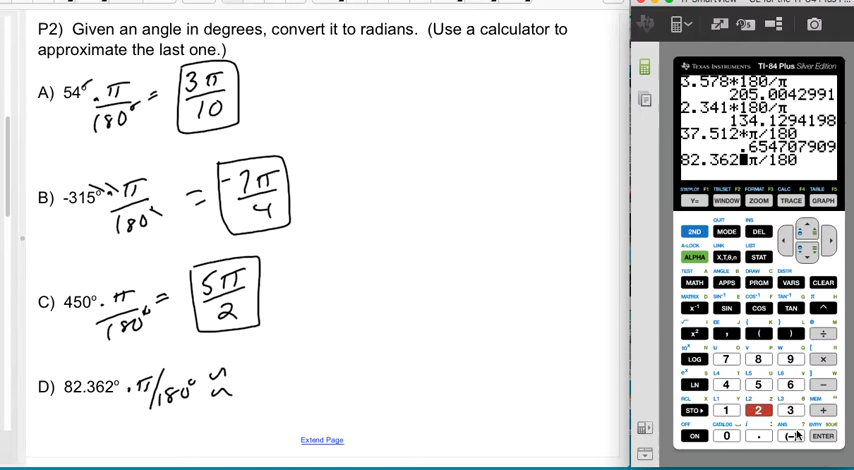 P2) Given an angle in degrees, convert it to radians. (Use a calculator to
approximate the last one.)
A) 54° · π/180° = 3π/10
B) -315° · π/180° = -7π/4
C) 450° · π/180° = 5π/2
D) 82.362° · π/180° ≈
Extend Page
TEXAS INSTRUMENTS TI-84 Plus Silver Edition
3.578*180/π
205.0042991
2.341*180/π
134.1294198
37.512*π/180
.654707909
82.362 π/180
STAT PLOT F1 TBLSET F2 FORMAT F3 CALC F4 TABLE F5
Y= WINDOW ZOOM TRACE GRAPH
QUIT INS
2ND MODE DEL
A-LOCK LINK LIST
ALPHA X,T,θ,n STAT
TEST A ANGLE B DRAW C DISTR
MATH APPS PRGM VARS CLEAR
MATRIX D SIN⁻¹ E COS⁻¹ F TAN⁻¹ G π H
x⁻¹ SIN COS TAN ^
√ I EE J { K } L e M
x² , ( ) ÷
10ˣ N u O v P w Q [ R
LOG 7 8 9 ×
eˣ S L4 T L5 U L6 V ] W
LN 4 5 6 −
RCL X L1 Y L2 Z L3 θ MEM "
STO► 1 2 3 +
OFF CATALOG i : ANS ? ENTRY SOLVE
ON 0 . (−) ENTER